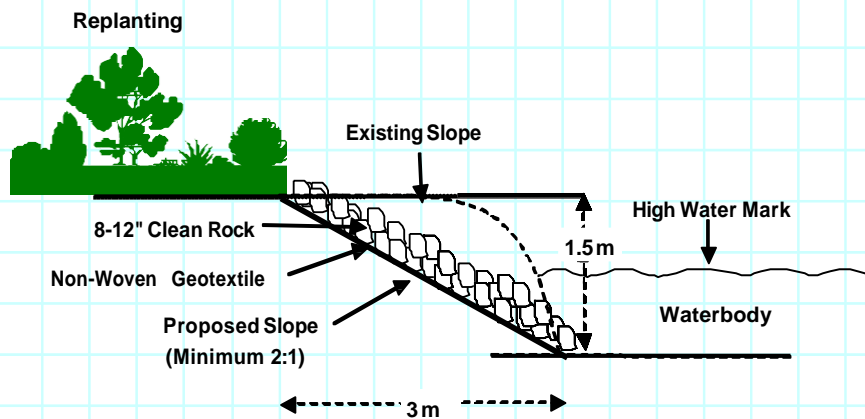 Replanting
Existing Slope
High Water Mark
8-12" Clean Rock
1.5 m
Non-Woven Geotextile
Waterbody
Proposed Slope
(Minimum 2:1)
3 m